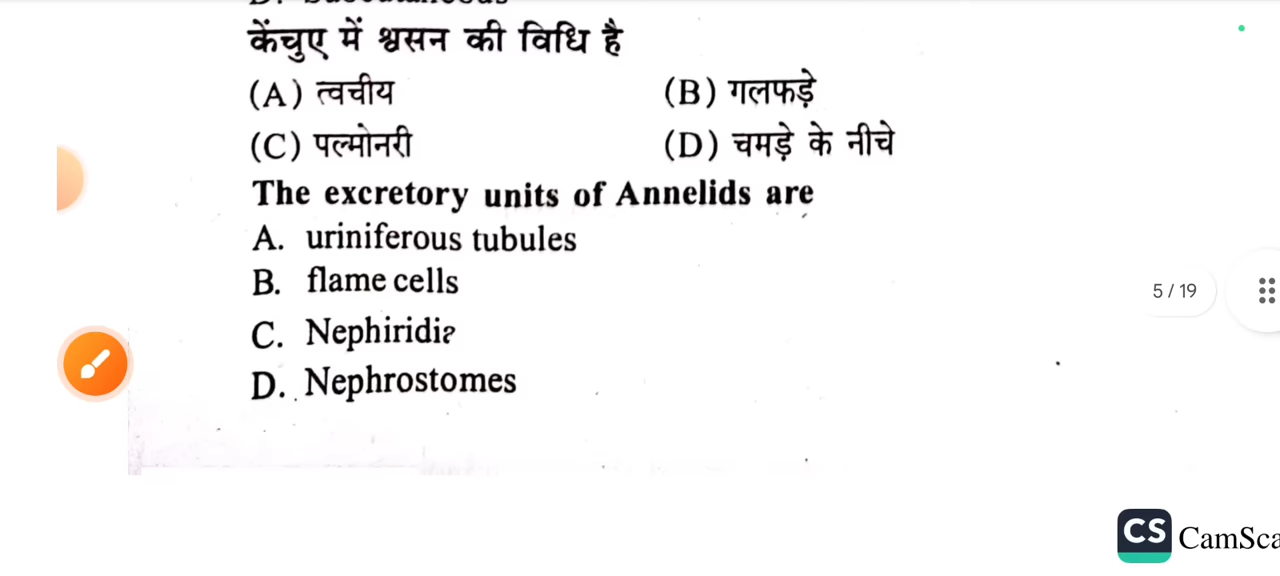 केंचुए में श्वसन की विधि है
(A) त्वचीय (B) गलफड़े
(C) पल्मोनरी (D) चमड़े के नीचे
The excretory units of Annelids are
A. uriniferous tubules
B. flame cells
5 / 19
C. Nephiridia
D. Nephrostomes
CS CamSca